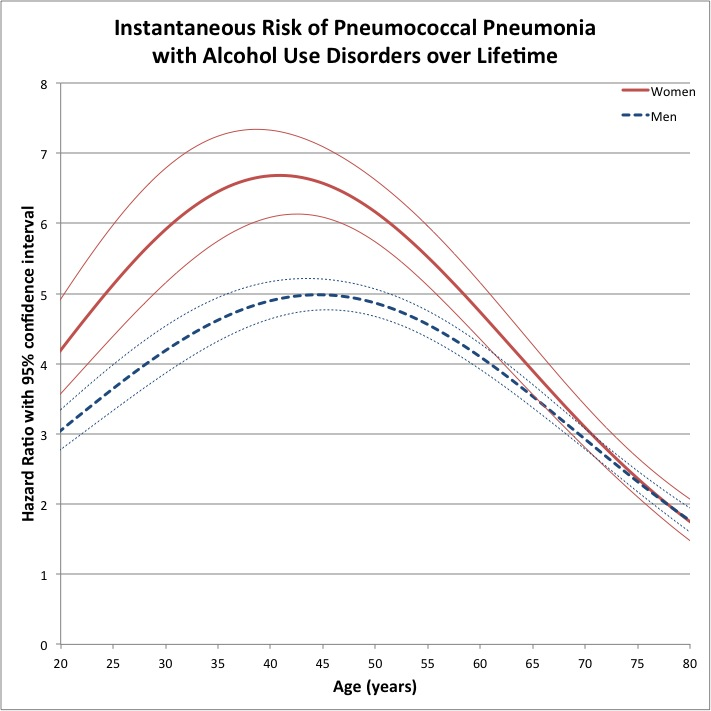 Instantaneous Risk of Pneumococcal Pneumonia
with Alcohol Use Disorders over Lifetime
Women
Men
Hazard Ratio with 95% confidence interval
8
7
6
5
4
3
2
1
0
20 25 30 35 40 45 50 55 60 65 70 75 80
Age (years)